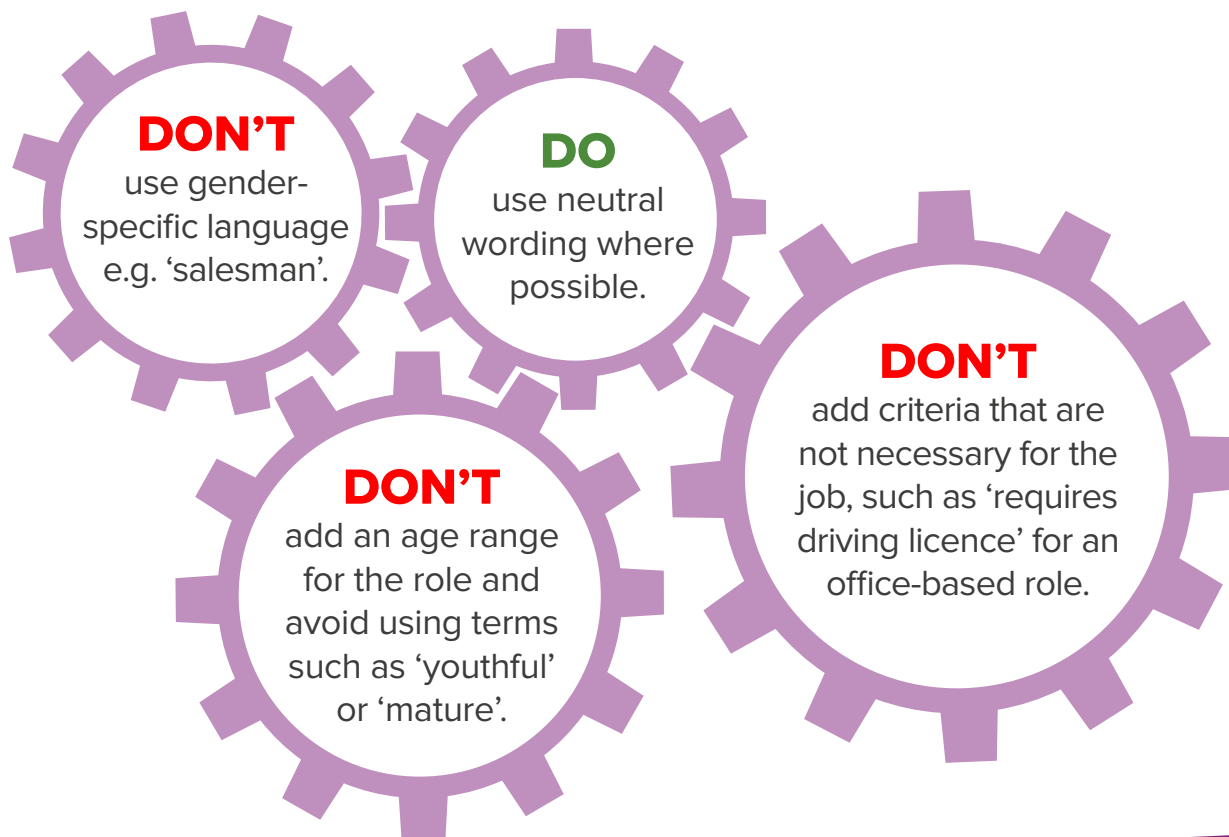 DON’T
use gender-
specific language
e.g. ‘salesman’.
DO
use neutral
wording where
possible.
DON’T
add an age range
for the role and
avoid using terms
such as ‘youthful’
or ‘mature’.
DON’T
add criteria that are
not necessary for the
job, such as ‘requires
driving licence’ for an
office-based role.